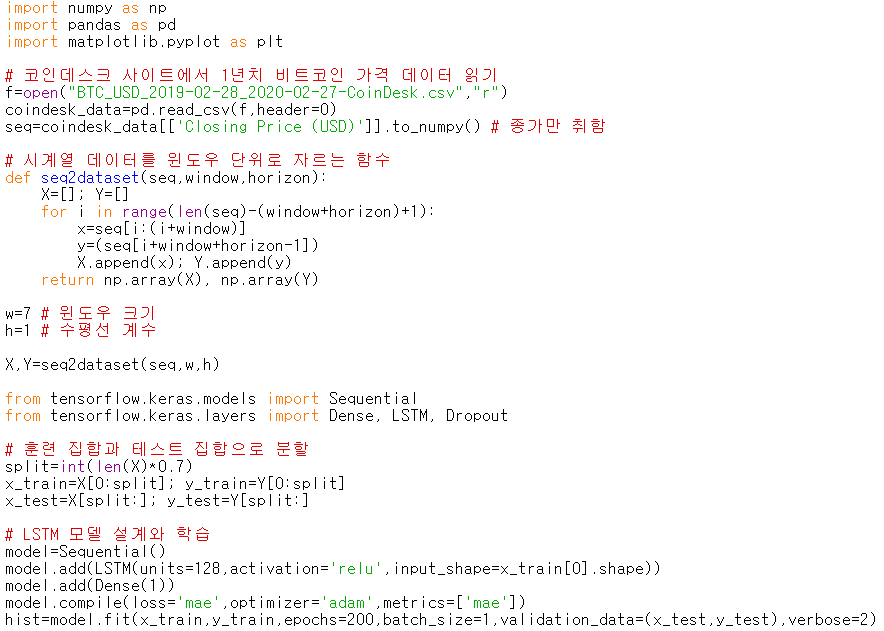 import numpy as np
import pandas as pd
import matplotlib.pyplot as plt
# 코인데스크 사이트에서 1년치 비트코인 가격 데이터 읽기
f=open("BTC_USD_2019-02-28_2020-02-27-CoinDesk.csv","r")
coindesk_data=pd.read_csv(f,header=0)
seq=coindesk_data[['Closing Price (USD)']].to_numpy() # 종가만 취함
# 시계열 데이터를 윈도우 단위로 자르는 함수
def seq2dataset(seq,window,horizon):
    X=[]; Y=[]
    for i in range(len(seq)-(window+horizon)+1):
        x=seq[i:(i+window)]
        y=(seq[i+window+horizon-1])
        X.append(x); Y.append(y)
    return np.array(X), np.array(Y)
w=7 # 윈도우 크기
h=1 # 수평선 계수
X,Y=seq2dataset(seq,w,h)
from tensorflow.keras.models import Sequential
from tensorflow.keras.layers import Dense, LSTM, Dropout
# 훈련 집합과 테스트 집합으로 분할
split=int(len(X)*0.7)
x_train=X[0:split]; y_train=Y[0:split]
x_test=X[split:]; y_test=Y[split:]
# LSTM 모델 설계와 학습
model=Sequential()
model.add(LSTM(units=128,activation='relu',input_shape=x_train[0].shape))
model.add(Dense(1))
model.compile(loss='mae',optimizer='adam',metrics=['mae'])
hist=model.fit(x_train,y_train,epochs=200,batch_size=1,validation_data=(x_test,y_test),verbose=2)